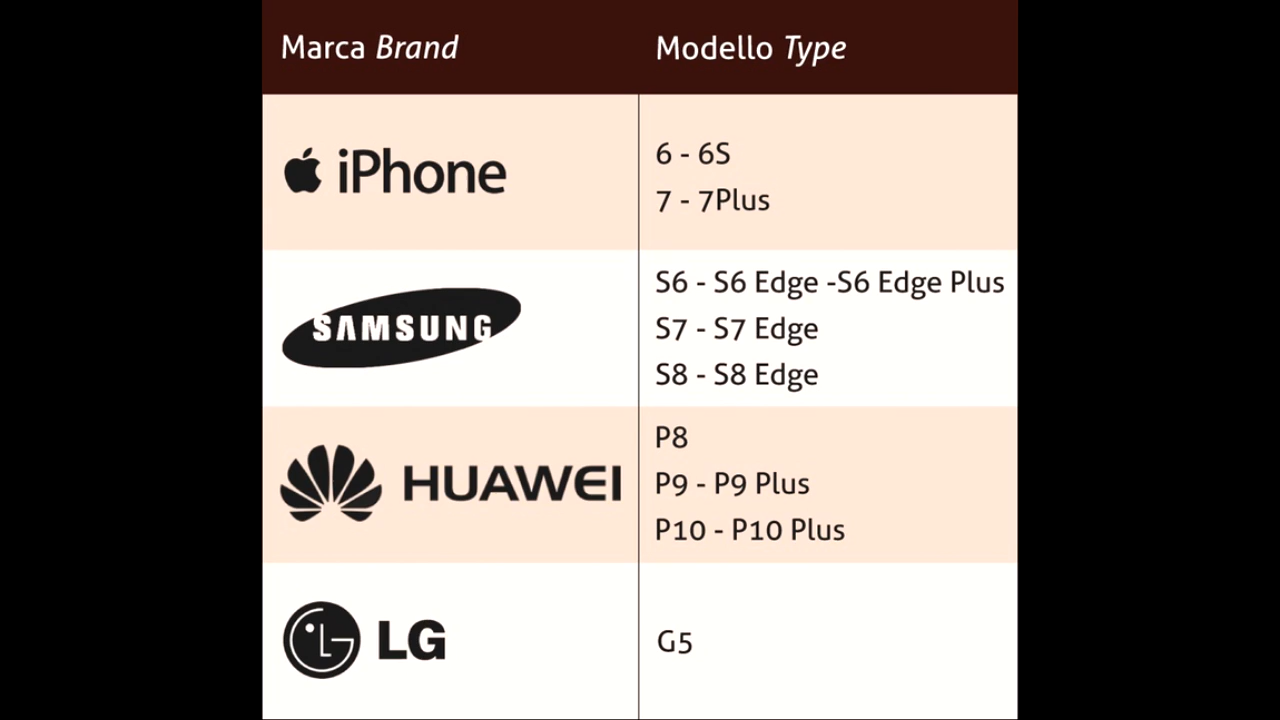 Marca Brand
Modello Type
iPhone
6 - 6S
7 - 7Plus
SAMSUNG
S6 - S6 Edge -S6 Edge Plus
S7 - S7 Edge
S8 - S8 Edge
HUAWEI
P8
P9 - P9 Plus
P10 - P10 Plus
LG
G5